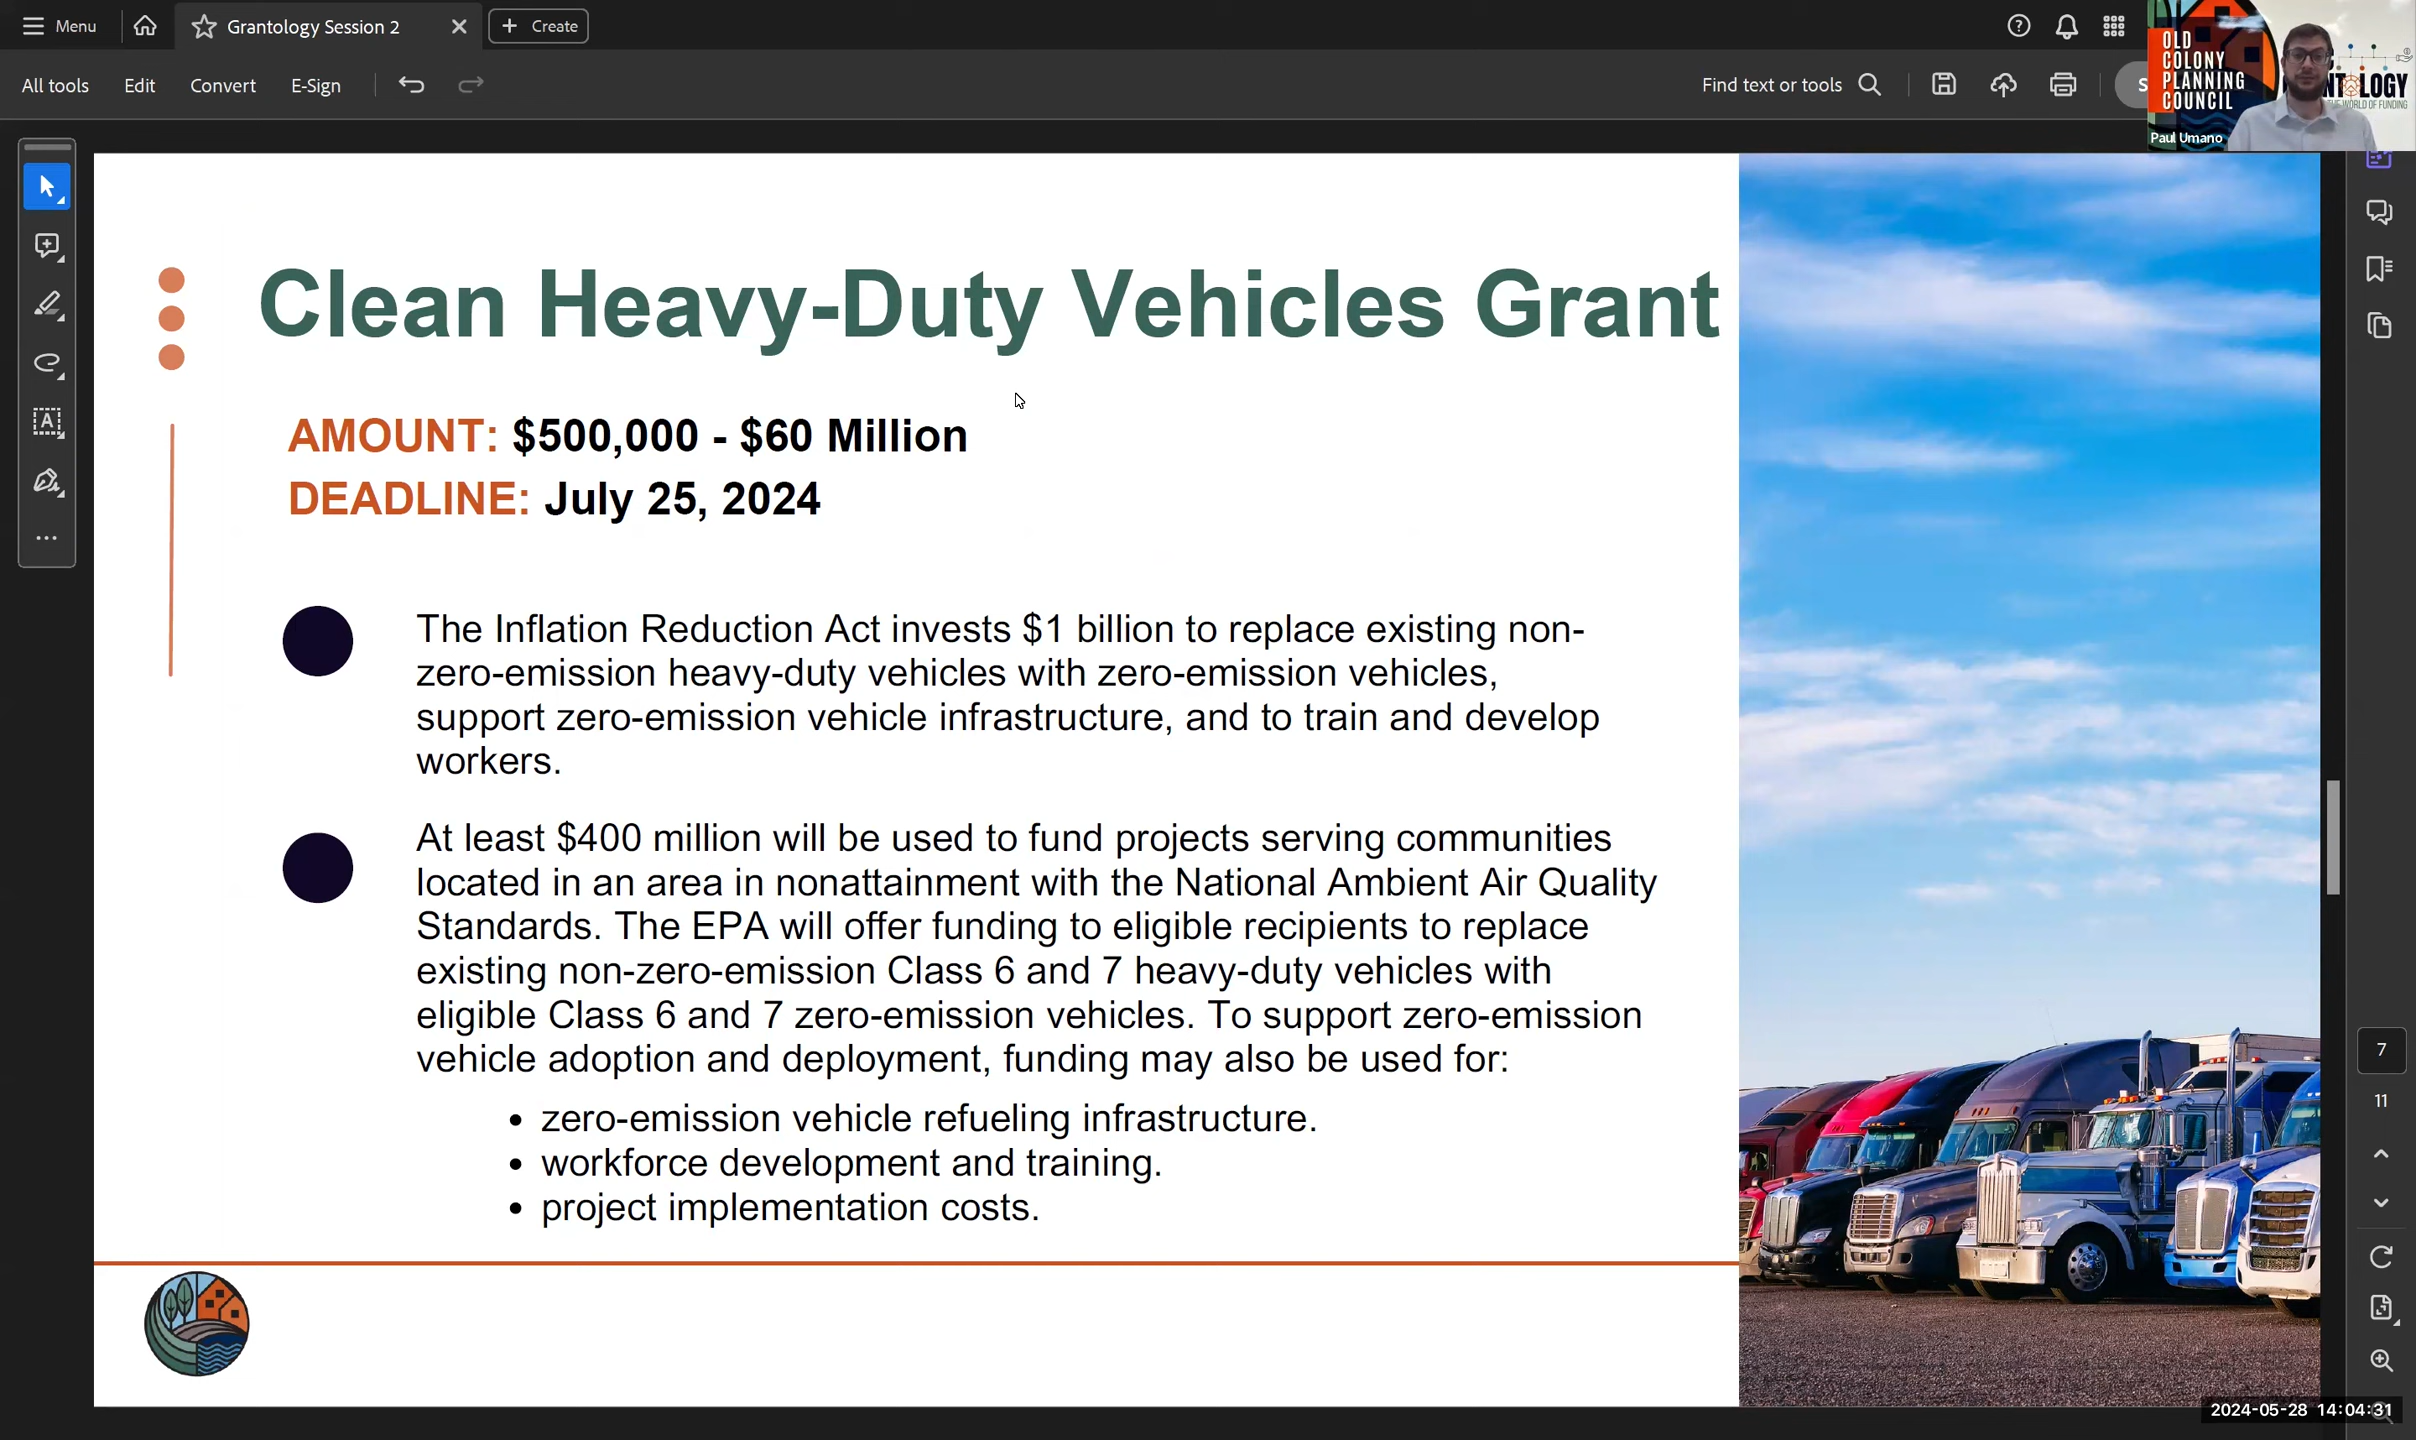 Menu
Grantology Session 2
Create
All tools
Edit
Convert
E-Sign
Find text or tools
OLD
COLONY
PLANNING
COUNCIL
Paul Umano
Clean Heavy-Duty Vehicles Grant
AMOUNT: $500,000 - $60 Million
DEADLINE: July 25, 2024
The Inflation Reduction Act invests $1 billion to replace existing non-
zero-emission heavy-duty vehicles with zero-emission vehicles,
support zero-emission vehicle infrastructure, and to train and develop
workers.
At least $400 million will be used to fund projects serving communities
located in an area in nonattainment with the National Ambient Air Quality
Standards. The EPA will offer funding to eligible recipients to replace
existing non-zero-emission Class 6 and 7 heavy-duty vehicles with
eligible Class 6 and 7 zero-emission vehicles. To support zero-emission
vehicle adoption and deployment, funding may also be used for:
• zero-emission vehicle refueling infrastructure.
• workforce development and training.
• project implementation costs.
7
11
2024-05-28 14:04:31